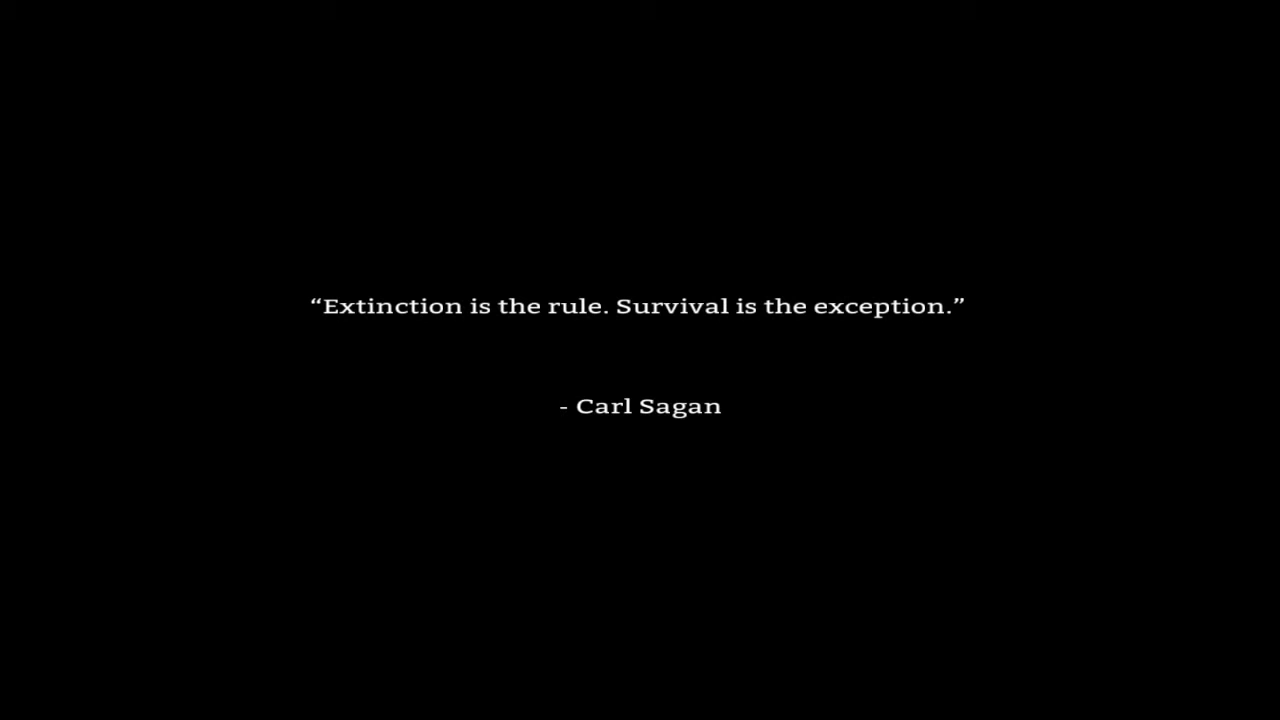 “Extinction is the rule. Survival is the exception.”
- Carl Sagan